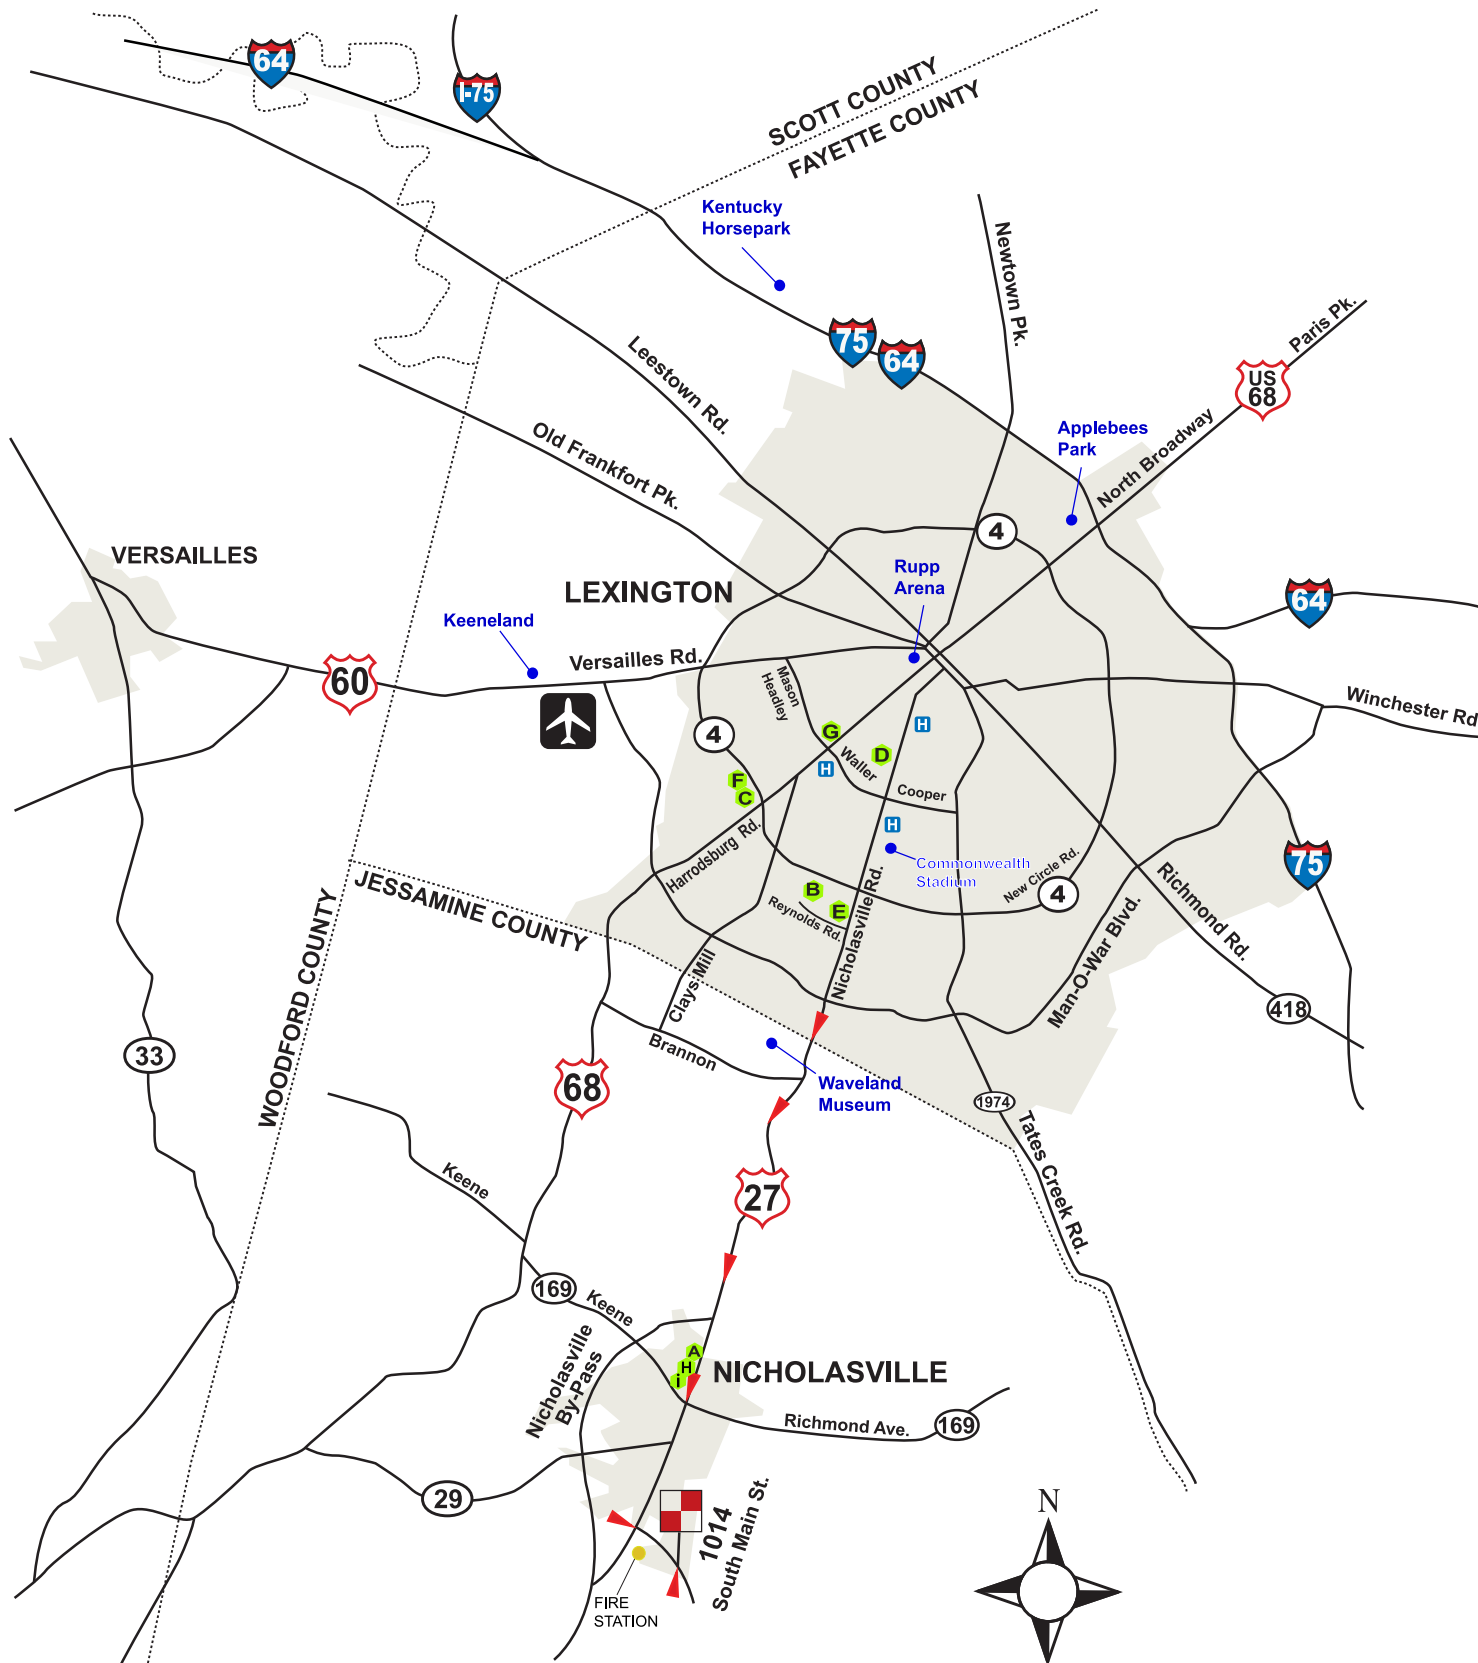 64
I-75
SCOTT COUNTY
FAYETTE COUNTY
Kentucky
Horsepark
Newtown Pk.
75
64
Paris Pk.
US
68
Leestown Rd.
Old Frankfort Pk.
Applebees
Park
North Broadway
4
VERSAILLES
LEXINGTON
Rupp
Arena
64
Keeneland
Versailles Rd.
60
Mason
Headley
Winchester Rd
4
G
H
D
Waller
H
F
C
Cooper
H
Harrodsburg Rd.
Commonwealth
Stadium
New Circle Rd.
4
75
JESSAMINE COUNTY
B
E
Reynolds Rd.
Nicholasville Rd.
Richmond Rd.
Man-O-War Blvd.
WOODFORD COUNTY
Clays Mill
418
33
Brannon
68
Waveland
Museum
1974
Tates Creek Rd.
Keene
27
169
Keene
Nicholasville
By-Pass
A
H
i
NICHOLASVILLE
Richmond Ave.
169
29
1014
South Main St.
FIRE
STATION
N